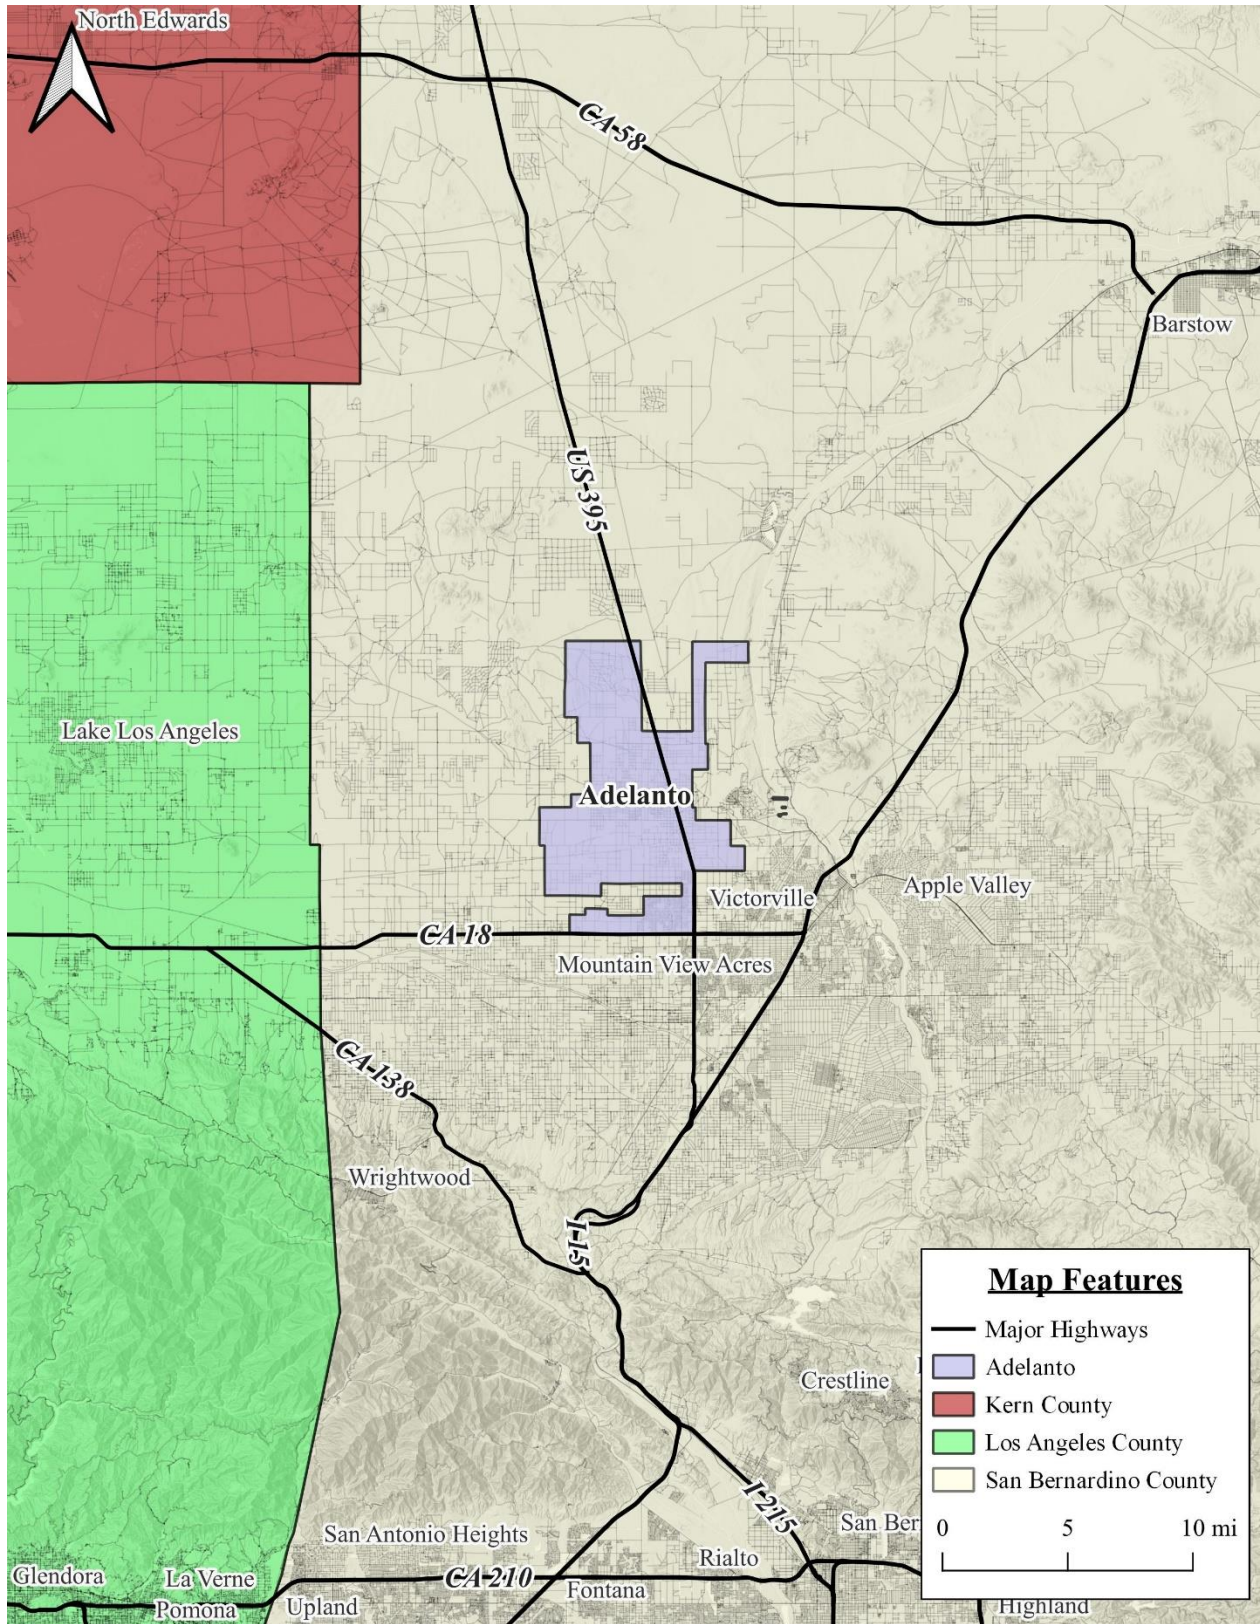 North Edwards
CA-58
Barstow
US-395
Lake Los Angeles
Adelanto
Victorville
Apple Valley
CA 18
Mountain View Acres
CA-138
Wrightwood
I-15
Crestline
I-215
San Antonio Heights
San Ber
Rialto
Glendora
La Verne
CA 210
Fontana
Pomona
Upland
Highland
Map Features
Major Highways
Adelanto
Kern County
Los Angeles County
San Bernardino County
0 5 10 mi